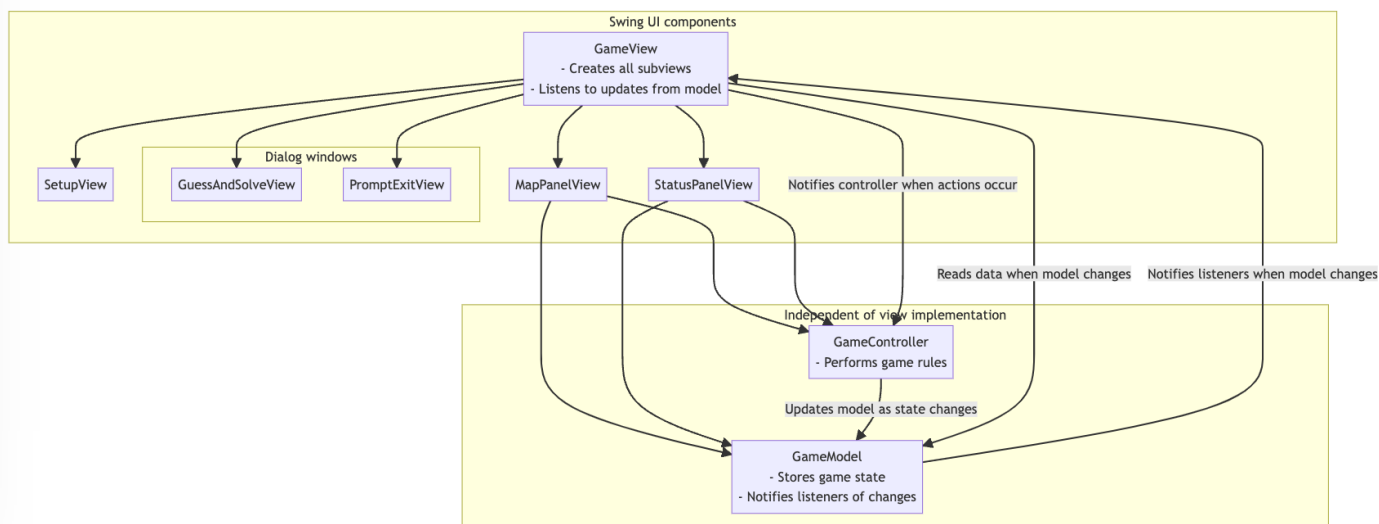 Swing UI components
GameView
- Creates all subviews
- Listens to updates from model
Dialog windows
SetupView
GuessAndSolveView
PromptExitView
MapPanelView
StatusPanelView
Notifies controller when actions occur
Reads data when model changes
Notifies listeners when model changes
Independent of view implementation
GameController
- Performs game rules
Updates model as state changes
GameModel
- Stores game state
- Notifies listeners of changes